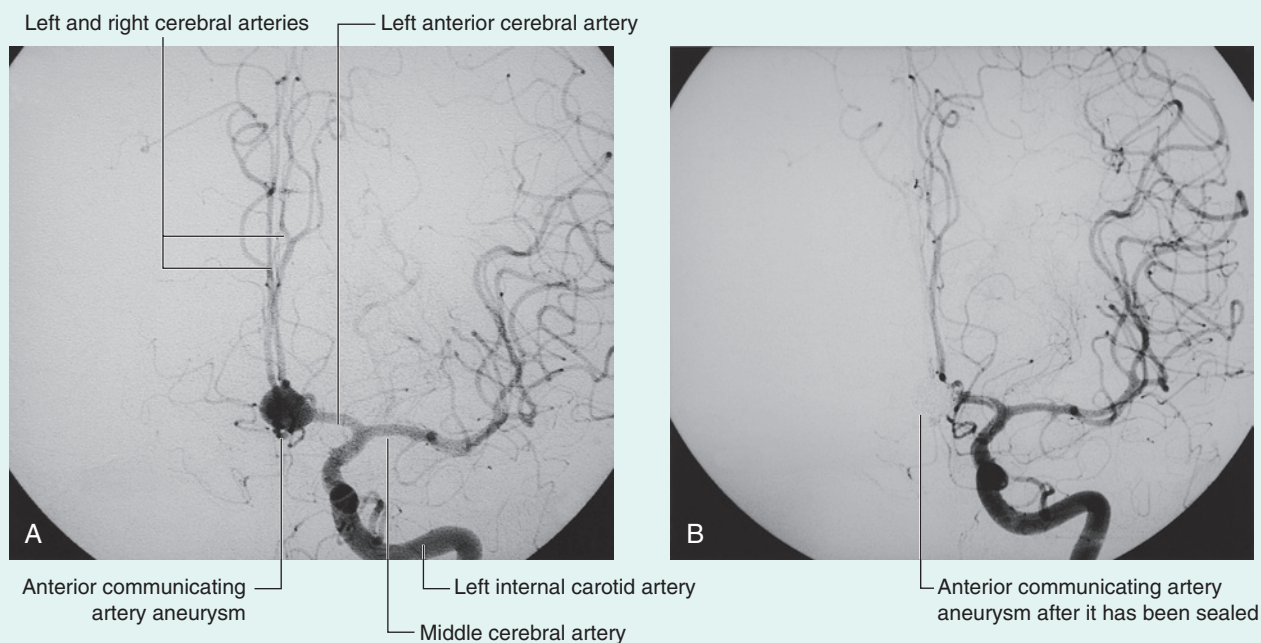 Left and right cerebral arteries
Left anterior cerebral artery
A
B
Anterior communicating
artery aneurysm
Left internal carotid artery
Middle cerebral artery
Anterior communicating artery
aneurysm after it has been sealed